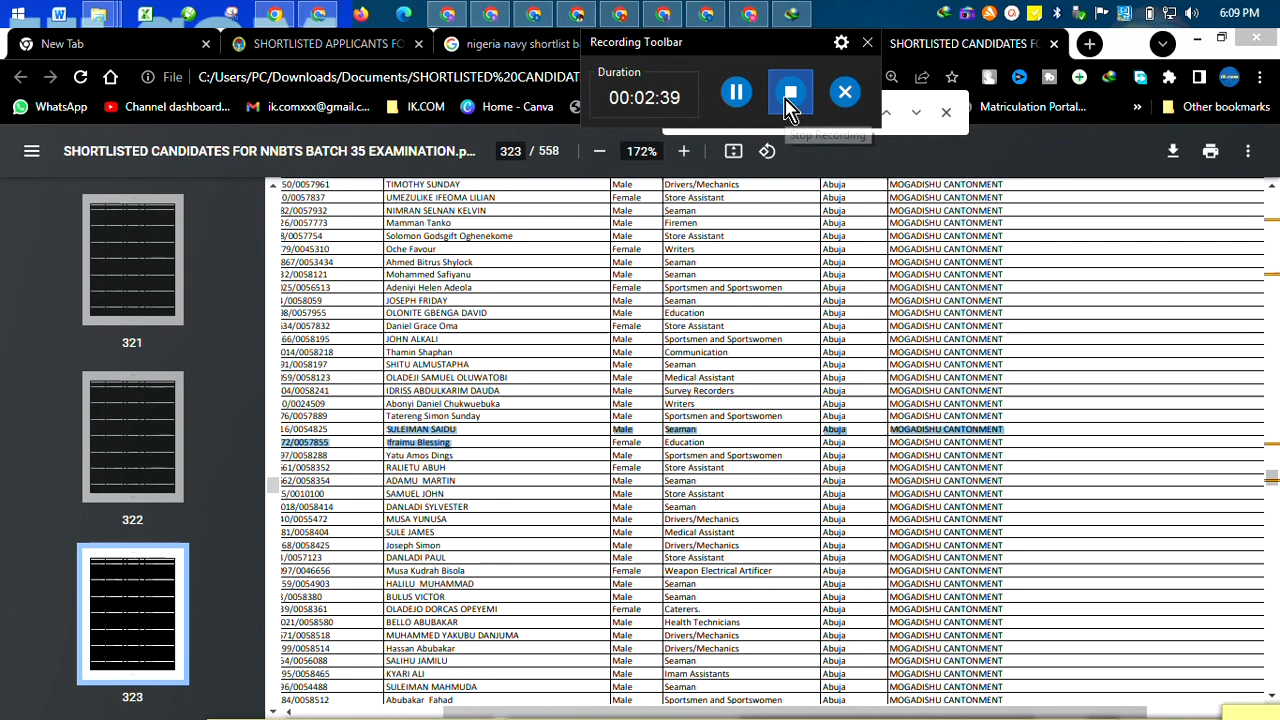 6:09 PM
New Tab
SHORTLISTED APPLICANTS FO
nigeria navy shortlist ba
Recording Toolbar
SHORTLISTED CANDIDATES FO
File
C:/Users/PC/Downloads/Documents/SHORTLISTED%20CANDIDAT
Duration
00:02:39
Stop Recording
WhatsApp
Channel dashboard
ik.comxxx@gmail.c...
IK.COM
Home - Canva
Matriculation Portal...
»
Other bookmarks
SHORTLISTED CANDIDATES FOR NNBTS BATCH 35 EXAMINATION.p...
323 / 558
172%
50/0057961 TIMOTHY SUNDAY Male Drivers/Mechanics Abuja MOGADISHU CANTONMENT
0/0057837 UMEZULIKE IFEOMA LILIAN Female Store Assistant Abuja MOGADISHU CANTONMENT
82/0057932 NIMRAN SELNAN KELVIN Male Seaman Abuja MOGADISHU CANTONMENT
26/0057773 Mamman Tanko Male Firemen Abuja MOGADISHU CANTONMENT
8/0057754 Solomon Godsgift Oghenekome Male Store Assistant Abuja MOGADISHU CANTONMENT
79/0045310 Oche Favour Female Writers Abuja MOGADISHU CANTONMENT
867/0053434 Ahmed Bitrus Shylock Male Seaman Abuja MOGADISHU CANTONMENT
32/0058121 Mohammed Safiyanu Male Seaman Abuja MOGADISHU CANTONMENT
025/0056513 Adeniyi Helen Adeola Female Sportsmen and Sportswomen Abuja MOGADISHU CANTONMENT
4/0058059 JOSEPH FRIDAY Male Seaman Abuja MOGADISHU CANTONMENT
98/0057955 OLONITE GBENGA DAVID Male Education Abuja MOGADISHU CANTONMENT
634/0057832 Daniel Grace Oma Female Store Assistant Abuja MOGADISHU CANTONMENT
66/0058195 JOHN ALKALI Male Sportsmen and Sportswomen Abuja MOGADISHU CANTONMENT
014/0058218 Thamin Shaphan Male Communication Abuja MOGADISHU CANTONMENT
91/0058197 SHITU ALMUSTAPHA Male Seaman Abuja MOGADISHU CANTONMENT
059/0058123 OLADEJI SAMUEL OLUWATOBI Male Medical Assistant Abuja MOGADISHU CANTONMENT
04/0058241 IDRISS ABDULKARIM DAUDA Male Survey Recorders Abuja MOGADISHU CANTONMENT
0/0024509 Abonyi Daniel Chukwuebuka Male Writers Abuja MOGADISHU CANTONMENT
76/0057889 Tatereng Simon Sunday Male Sportsmen and Sportswomen Abuja MOGADISHU CANTONMENT
16/0054825 SULEIMAN SAIDU Male Seaman Abuja MOGADISHU CANTONMENT
72/0057855 Ifraimu Blessing Female Education Abuja MOGADISHU CANTONMENT
97/0058288 Yatu Amos Dings Male Sportsmen and Sportswomen Abuja MOGADISHU CANTONMENT
561/0058352 RALIETU ABUH Female Store Assistant Abuja MOGADISHU CANTONMENT
562/0058354 ADAMU MARTIN Male Seaman Abuja MOGADISHU CANTONMENT
5/0010100 SAMUEL JOHN Male Store Assistant Abuja MOGADISHU CANTONMENT
018/0058414 DANLADI SYLVESTER Male Seaman Abuja MOGADISHU CANTONMENT
40/0055472 MUSA YUNUSA Male Drivers/Mechanics Abuja MOGADISHU CANTONMENT
81/0058404 SULE JAMES Male Medical Assistant Abuja MOGADISHU CANTONMENT
68/0058425 Joseph Simon Male Drivers/Mechanics Abuja MOGADISHU CANTONMENT
/0057123 DANLADI PAUL Male Store Assistant Abuja MOGADISHU CANTONMENT
097/0046656 Musa Kudrah Bisola Female Weapon Electrical Artificer Abuja MOGADISHU CANTONMENT
59/0054903 HALILU MUHAMMAD Male Seaman Abuja MOGADISHU CANTONMENT
/0058380 BULUS VICTOR Male Seaman Abuja MOGADISHU CANTONMENT
39/0058361 OLADEJO DORCAS OPEYEMI Female Caterers. Abuja MOGADISHU CANTONMENT
021/0058580 BELLO ABUBAKAR Male Health Technicians Abuja MOGADISHU CANTONMENT
571/0058518 MUHAMMED YAKUBU DANJUMA Male Drivers/Mechanics Abuja MOGADISHU CANTONMENT
99/0058514 Hassan Abubakar Male Drivers/Mechanics Abuja MOGADISHU CANTONMENT
54/0056088 SALIHU JAMILU Male Seaman Abuja MOGADISHU CANTONMENT
95/0058465 KYARI ALI Male Imam Assistants Abuja MOGADISHU CANTONMENT
96/0054488 SULEIMAN MAHMUDA Male Seaman Abuja MOGADISHU CANTONMENT
84/0058512 Abubakar Fahad Male Sportsmen and Sportswomen Abuja MOGADISHU CANTONMENT
321
322
323